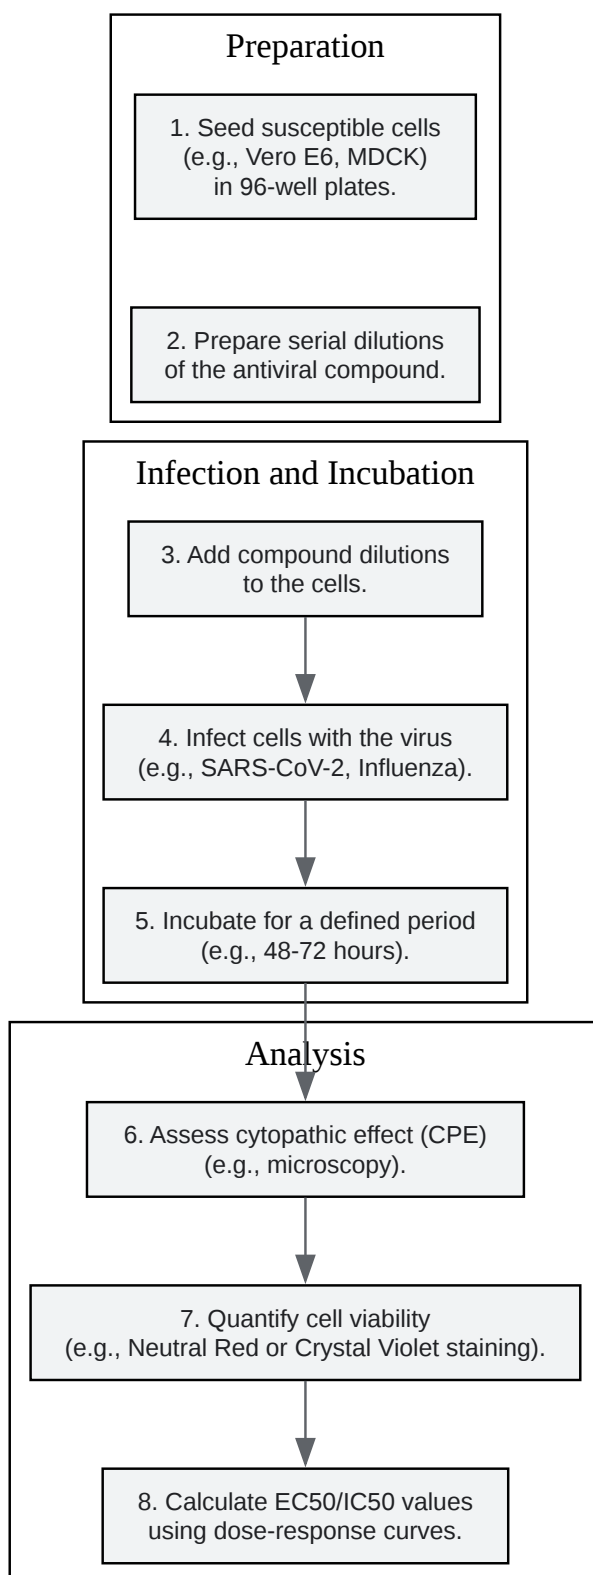 Preparation
1. Seed susceptible cells
(e.g., Vero E6, MDCK)
in 96-well plates.
2. Prepare serial dilutions
of the antiviral compound.
Infection and Incubation
3. Add compound dilutions
to the cells.
4. Infect cells with the virus
(e.g., SARS-CoV-2, Influenza).
5. Incubate for a defined period
(e.g., 48-72 hours).
Analysis
6. Assess cytopathic effect (CPE)
(e.g., microscopy).
7. Quantify cell viability
(e.g., Neutral Red or Crystal Violet staining).
8. Calculate EC50/IC50 values
using dose-response curves.